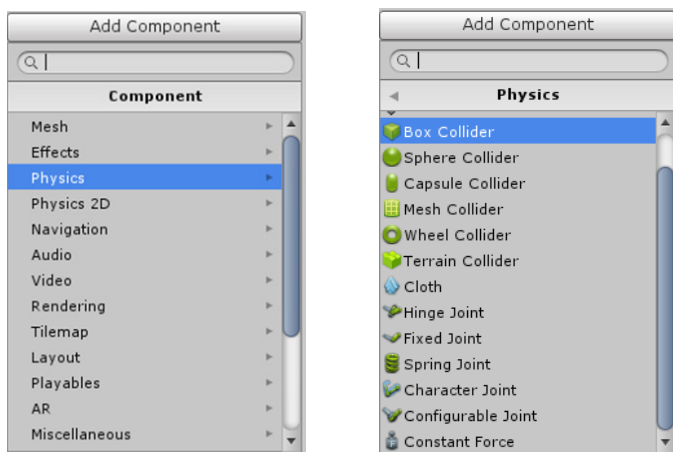 Add Component
Component
Mesh
Effects
Physics
Physics 2D
Navigation
Audio
Video
Rendering
Tilemap
Layout
Playables
AR
Miscellaneous
Add Component
Physics
Box Collider
Sphere Collider
Capsule Collider
Mesh Collider
Wheel Collider
Terrain Collider
Cloth
Hinge Joint
Fixed Joint
Spring Joint
Character Joint
Configurable Joint
Constant Force